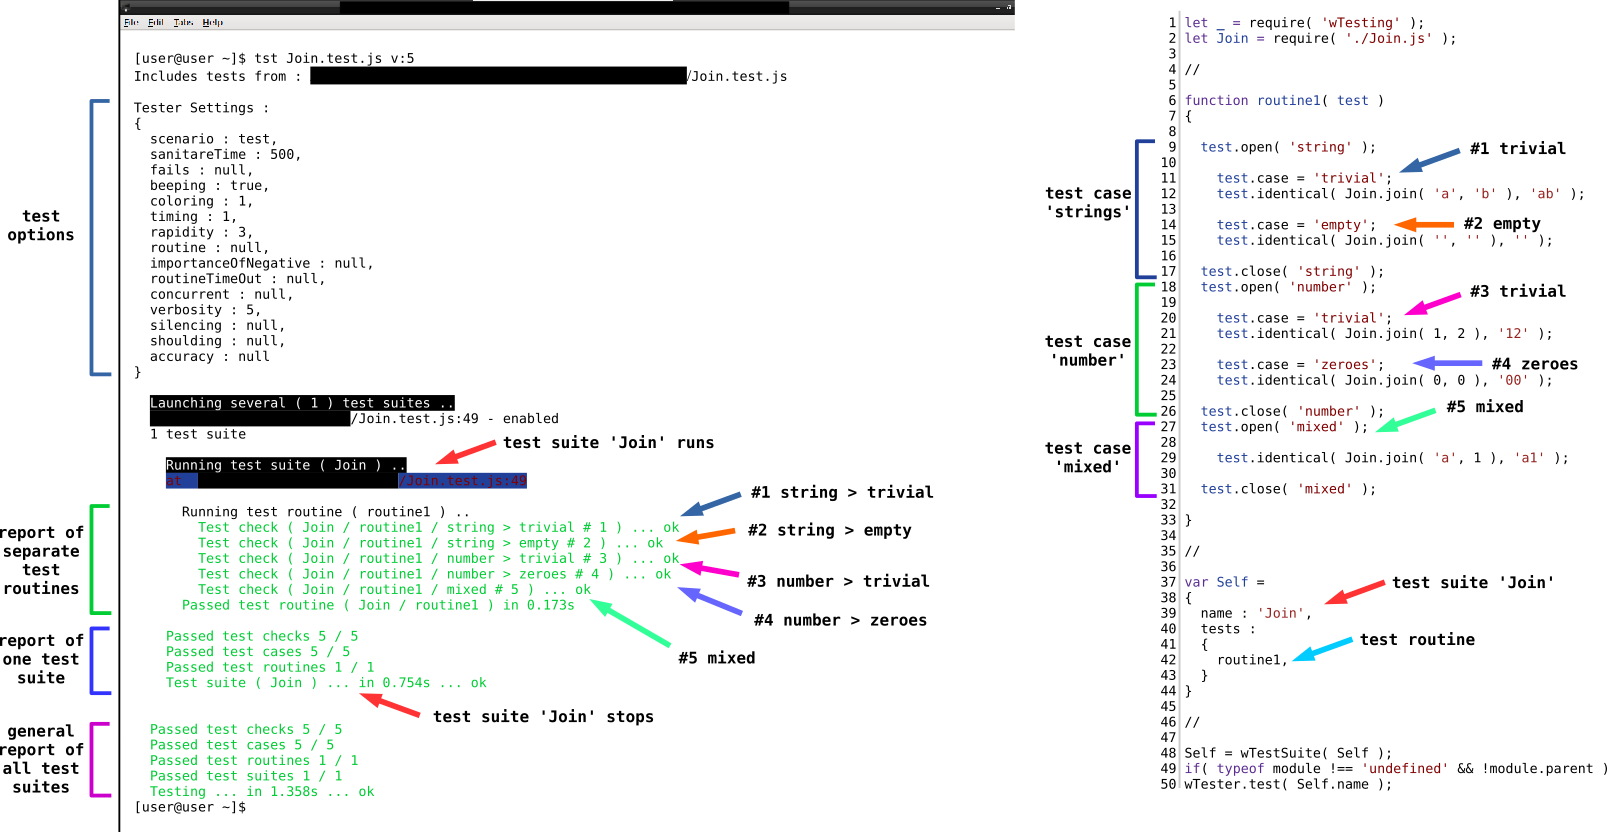 File Edit Tabs Help
[user@user ~]$ tst Join.test.js v:5
Includes tests from : /Join.test.js
Tester Settings :
{
scenario : test,
sanitareTime : 500,
fails : null,
beeping : true,
coloring : 1,
timing : 1,
rapidity : 3,
routine : null,
importanceOfNegative : null,
routineTimeOut : null,
concurrent : null,
verbosity : 5,
silencing : null,
shoulding : null,
accuracy : null
}
test
options
Launching several ( 1 ) test suites ..
/Join.test.js:49 - enabled
1 test suite
test suite 'Join' runs
Running test suite ( Join ) ..
at /Join.test.js:49
Running test routine ( routine1 ) ..
Test check ( Join / routine1 / string > trivial # 1 ) ... ok
Test check ( Join / routine1 / string > empty # 2 ) ... ok
Test check ( Join / routine1 / number > trivial # 3 ) ... ok
Test check ( Join / routine1 / number > zeroes # 4 ) ... ok
Test check ( Join / routine1 / mixed # 5 ) ... ok
Passed test routine ( Join / routine1 ) in 0.173s
#1 string > trivial
#2 string > empty
#3 number > trivial
#4 number > zeroes
#5 mixed
report of
separate
test
routines
Passed test checks 5 / 5
Passed test cases 5 / 5
Passed test routines 1 / 1
Test suite ( Join ) ... in 0.754s ... ok
report of
one test
suite
test suite 'Join' stops
Passed test checks 5 / 5
Passed test cases 5 / 5
Passed test routines 1 / 1
Passed test suites 1 / 1
Testing ... in 1.358s ... ok
[user@user ~]$
general
report of
all test
suites
1 let _ = require( 'wTesting' );
2 let Join = require( './Join.js' );
3
4 //
5
6 function routine1( test )
7 {
8
9 test.open( 'string' );
10
11 test.case = 'trivial';
12 test.identical( Join.join( 'a', 'b' ), 'ab' );
13
14 test.case = 'empty';
15 test.identical( Join.join( '', '' ), '' );
16
17 test.close( 'string' );
18 test.open( 'number' );
19
20 test.case = 'trivial';
21 test.identical( Join.join( 1, 2 ), '12' );
22
23 test.case = 'zeroes';
24 test.identical( Join.join( 0, 0 ), '00' );
25
26 test.close( 'number' );
27 test.open( 'mixed' );
28
29 test.identical( Join.join( 'a', 1 ), 'a1' );
30
31 test.close( 'mixed' );
32
33 }
34
35 //
36
37 var Self =
38 {
39 name : 'Join',
40 tests :
41 {
42 routine1,
43 }
44 }
45
46 //
47
48 Self = wTestSuite( Self );
49 if( typeof module !== 'undefined' && !module.parent )
50 wTester.test( Self.name );
test case
'strings'
test case
'number'
test case
'mixed'
#1 trivial
#2 empty
#3 trivial
#4 zeroes
#5 mixed
test suite 'Join'
test routine